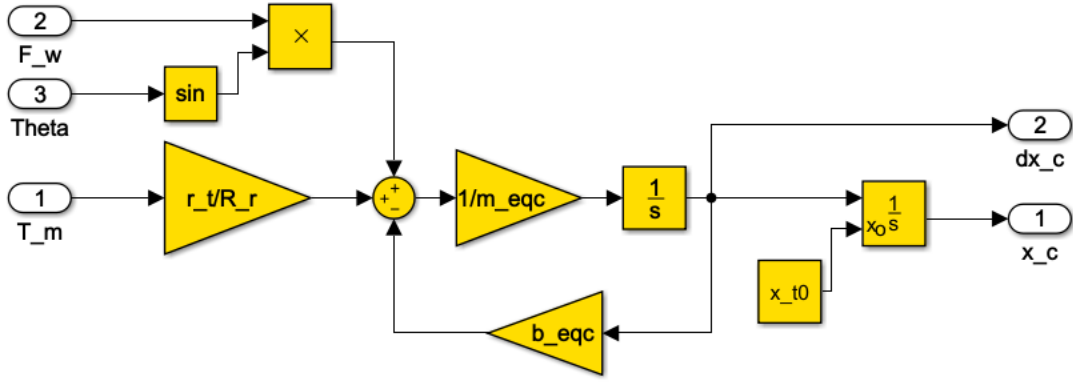 2
F_w
×
3
Theta
sin
1
T_m
r_t/R_r
+
+
−
1/m_eqc
1
s
b_eqc
x_t0
xo
1
s
2
dx_c
1
x_c